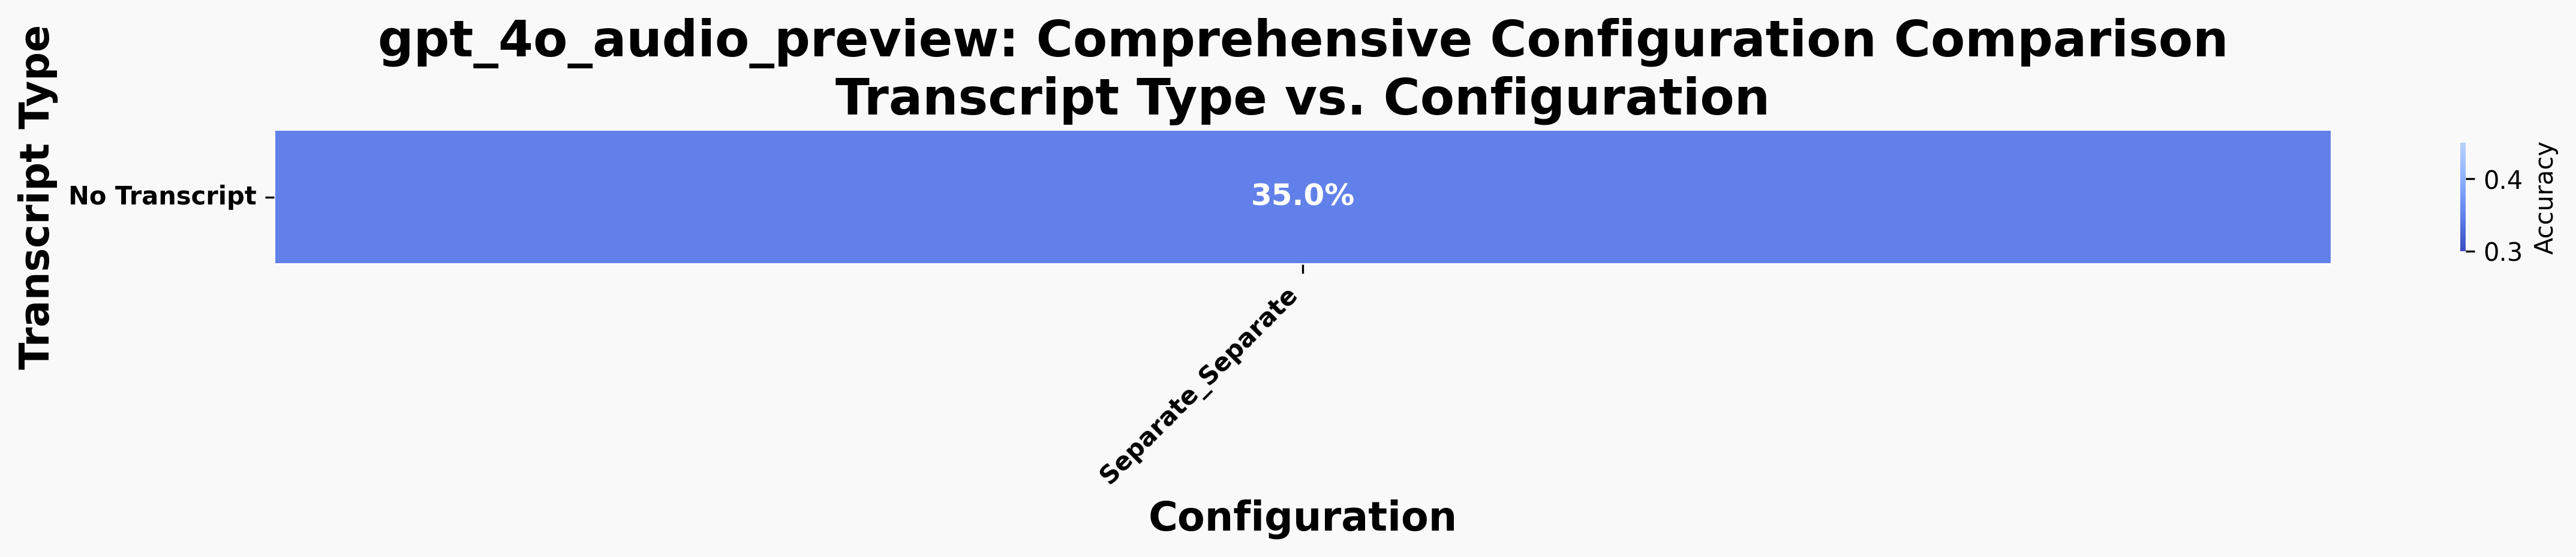 gpt_4o_audio_preview: Comprehensive Configuration Comparison
Transcript Type vs. Configuration
Transcript Type
No Transcript
35.0%
0.4
0.3
Accuracy
Separate_Separate
Configuration